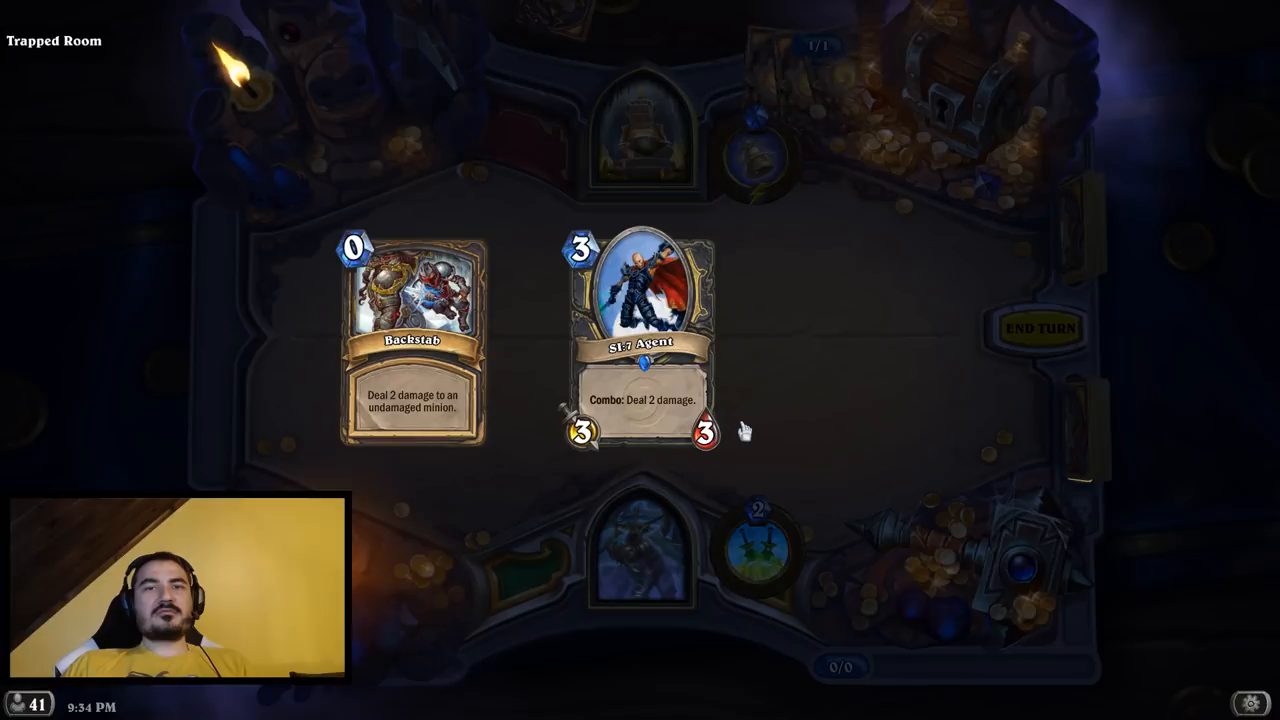 Trapped Room
1/1
0
3
Backstab
SI:7 Agent
Deal 2 damage to an
undamaged minion.
Combo: Deal 2 damage.
3
3
END TURN
2
0/0
41
9:34 PM